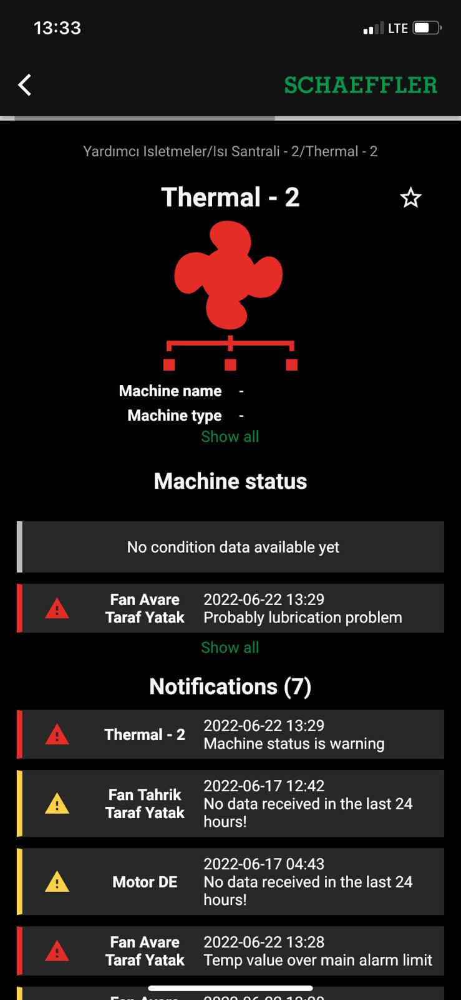 13:33
LTE
SCHAEFFLER
Yardımcı Isletmeler/Isı Santrali - 2/Thermal - 2
Thermal - 2
Machine name -
Machine type -
Show all
Machine status
No condition data available yet
Fan Avare
Taraf Yatak
2022-06-22 13:29
Probably lubrication problem
Show all
Notifications (7)
Thermal - 2
2022-06-22 13:29
Machine status is warning
Fan Tahrik
Taraf Yatak
2022-06-17 12:42
No data received in the last 24
hours!
Motor DE
2022-06-17 04:43
No data received in the last 24
hours!
Fan Avare
Taraf Yatak
2022-06-22 13:28
Temp value over main alarm limit